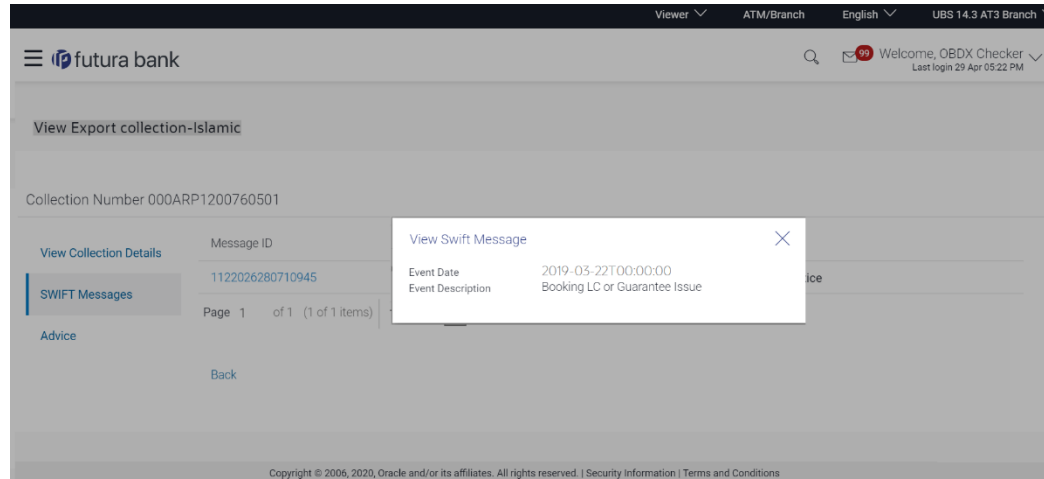 Viewer ATM/Branch English UBS 14.3 AT3 Branch
futura bank
99 Welcome, OBDX Checker
Last login 29 Apr 05:22 PM
View Export collection-Islamic
Collection Number 000ARP1200760501
View Collection Details
SWIFT Messages
Advice
Message ID
1122026280710945
Page 1 of 1 (1 of 1 items)
Back
View Swift Message
Event Date 2019-03-22T00:00:00
Event Description Booking LC or Guarantee Issue
Copyright © 2006, 2020, Oracle and/or its affiliates. All rights reserved. | Security Information | Terms and Conditions